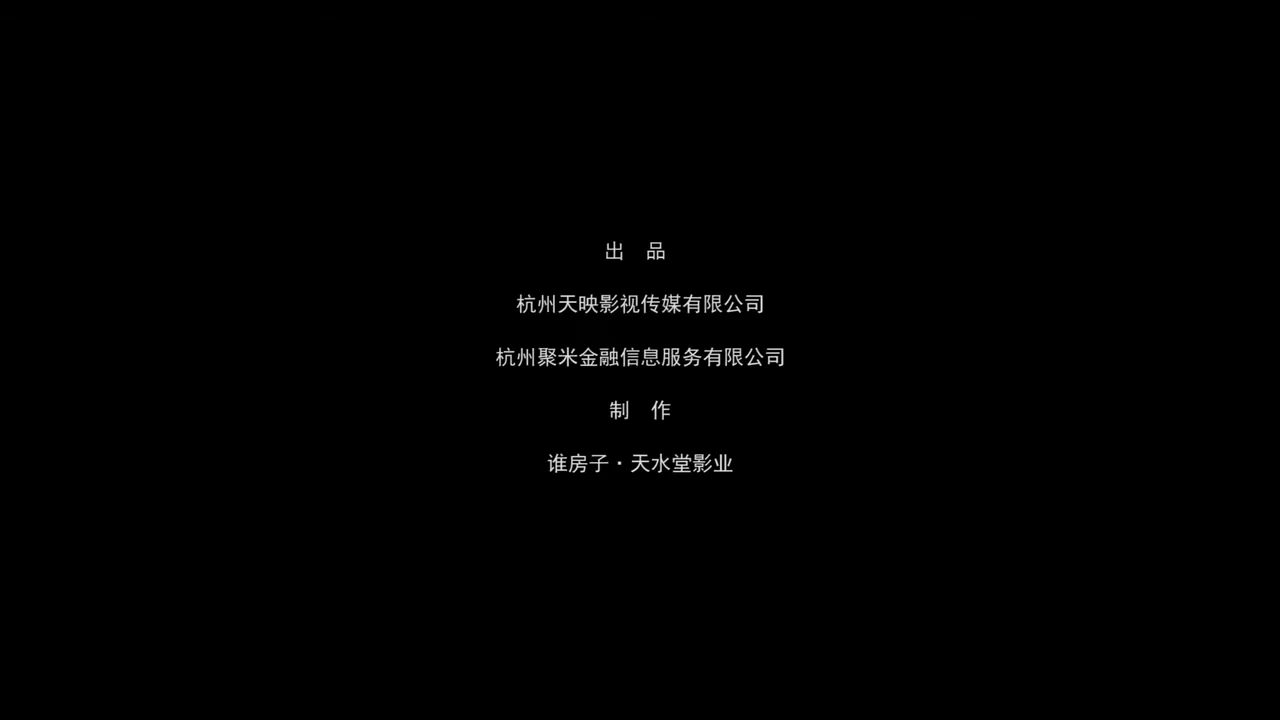 出 品
杭州天映影视传媒有限公司
杭州聚米金融信息服务有限公司
制 作
谁房子·天水堂影业